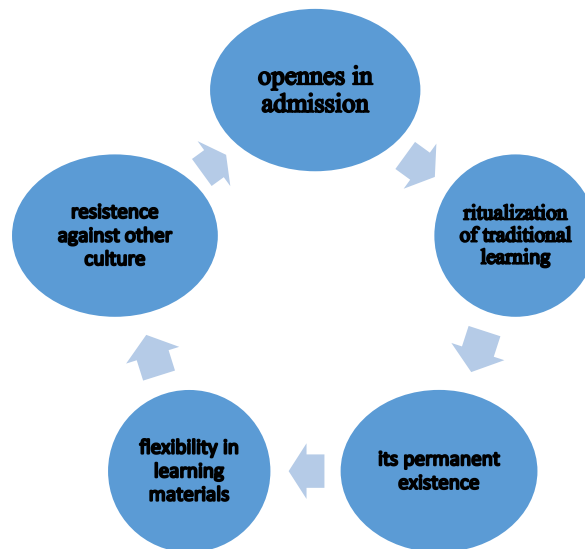 opennes in
admission
ritualization
of traditional
learning
its permanent
existence
flexibility in
learning
materials
resistence
against other
culture